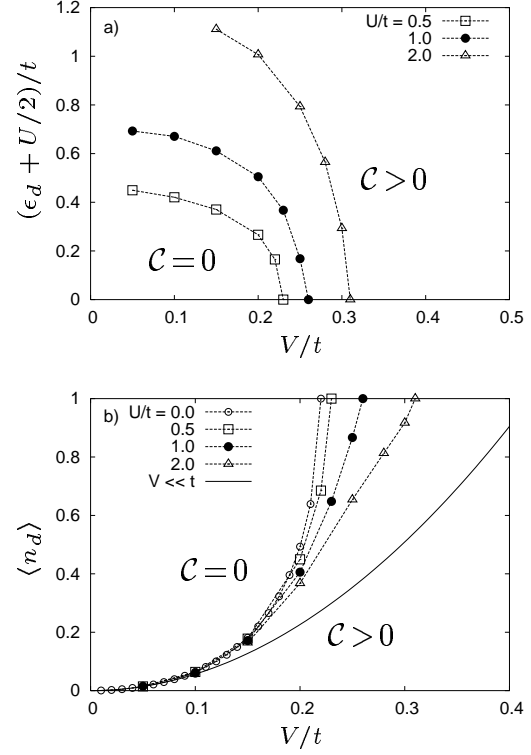 1.2
1
0.8
0.6
0.4
0.2
0
a)
U/t = 0.5
1.0
2.0
C > 0
C = 0
(ϵd + U/2)/t
0 0.1 0.2 0.3 0.4 0.5
V/t
1
0.8
0.6
0.4
0.2
0
b) U/t = 0.0
0.5
1.0
2.0
V << t
C = 0
C > 0
⟨nd⟩
0 0.1 0.2 0.3 0.4
V/t